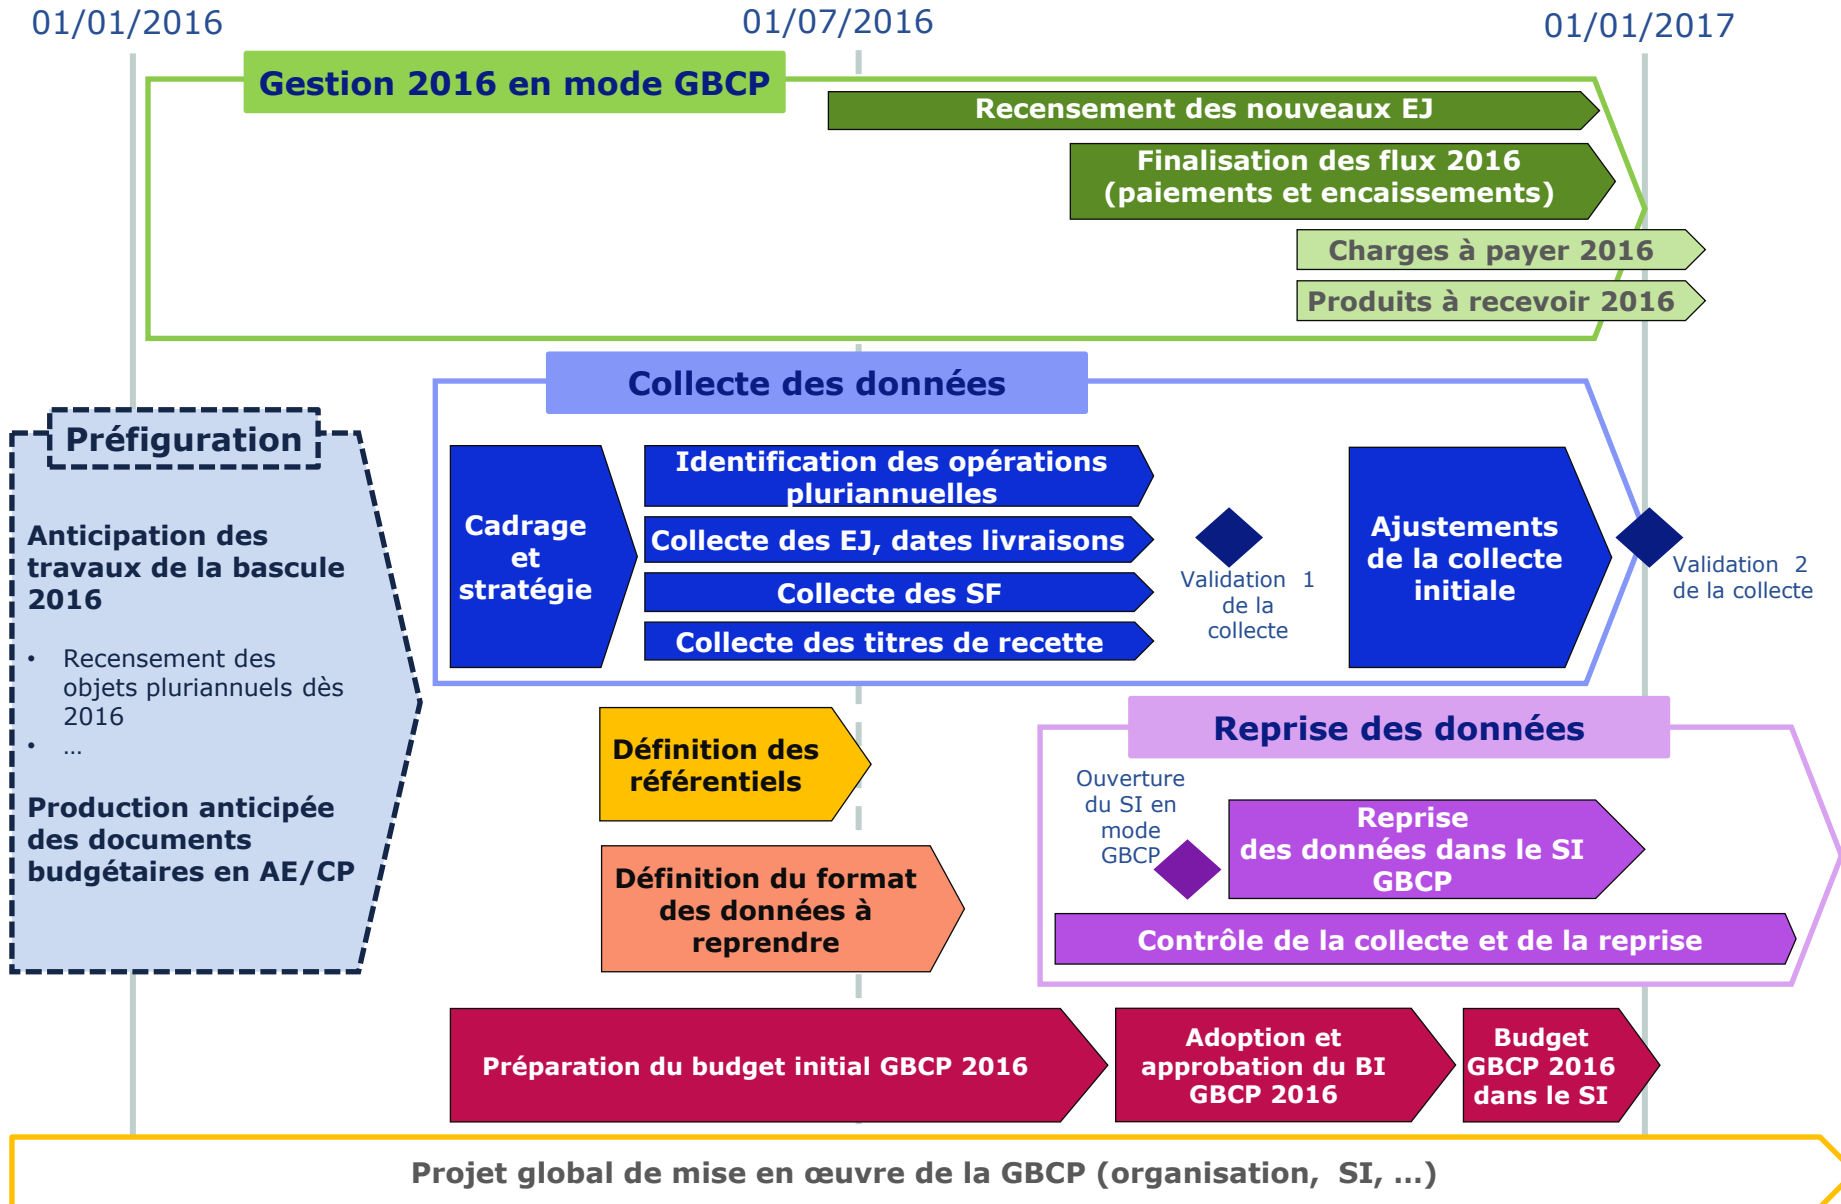 01/01/2016
01/07/2016
01/01/2017
Gestion 2016 en mode GBCP
Recensement des nouveaux EJ
Finalisation des flux 2016
(paiements et encaissements)
Charges à payer 2016
Produits à recevoir 2016
Collecte des données
Préfiguration
Anticipation des
travaux de la bascule
2016
• Recensement des
objets pluriannuels dès
2016
• ...
Production anticipée
des documents
budgétaires en AE/CP
Cadrage
et
stratégie
Identification des opérations
pluriannuelles
Collecte des EJ, dates livraisons
Collecte des SF
Collecte des titres de recette
Validation 1
de la
collecte
Ajustements
de la collecte
initiale
Validation 2
de la collecte
Définition des
référentiels
Définition du format
des données à
reprendre
Reprise des données
Ouverture
du SI en
mode
GBCP
Reprise
des données dans le SI
GBCP
Contrôle de la collecte et de la reprise
Préparation du budget initial GBCP 2016
Adoption et
approbation du BI
GBCP 2016
Budget
GBCP 2016
dans le SI
Projet global de mise en œuvre de la GBCP (organisation, SI, ...)